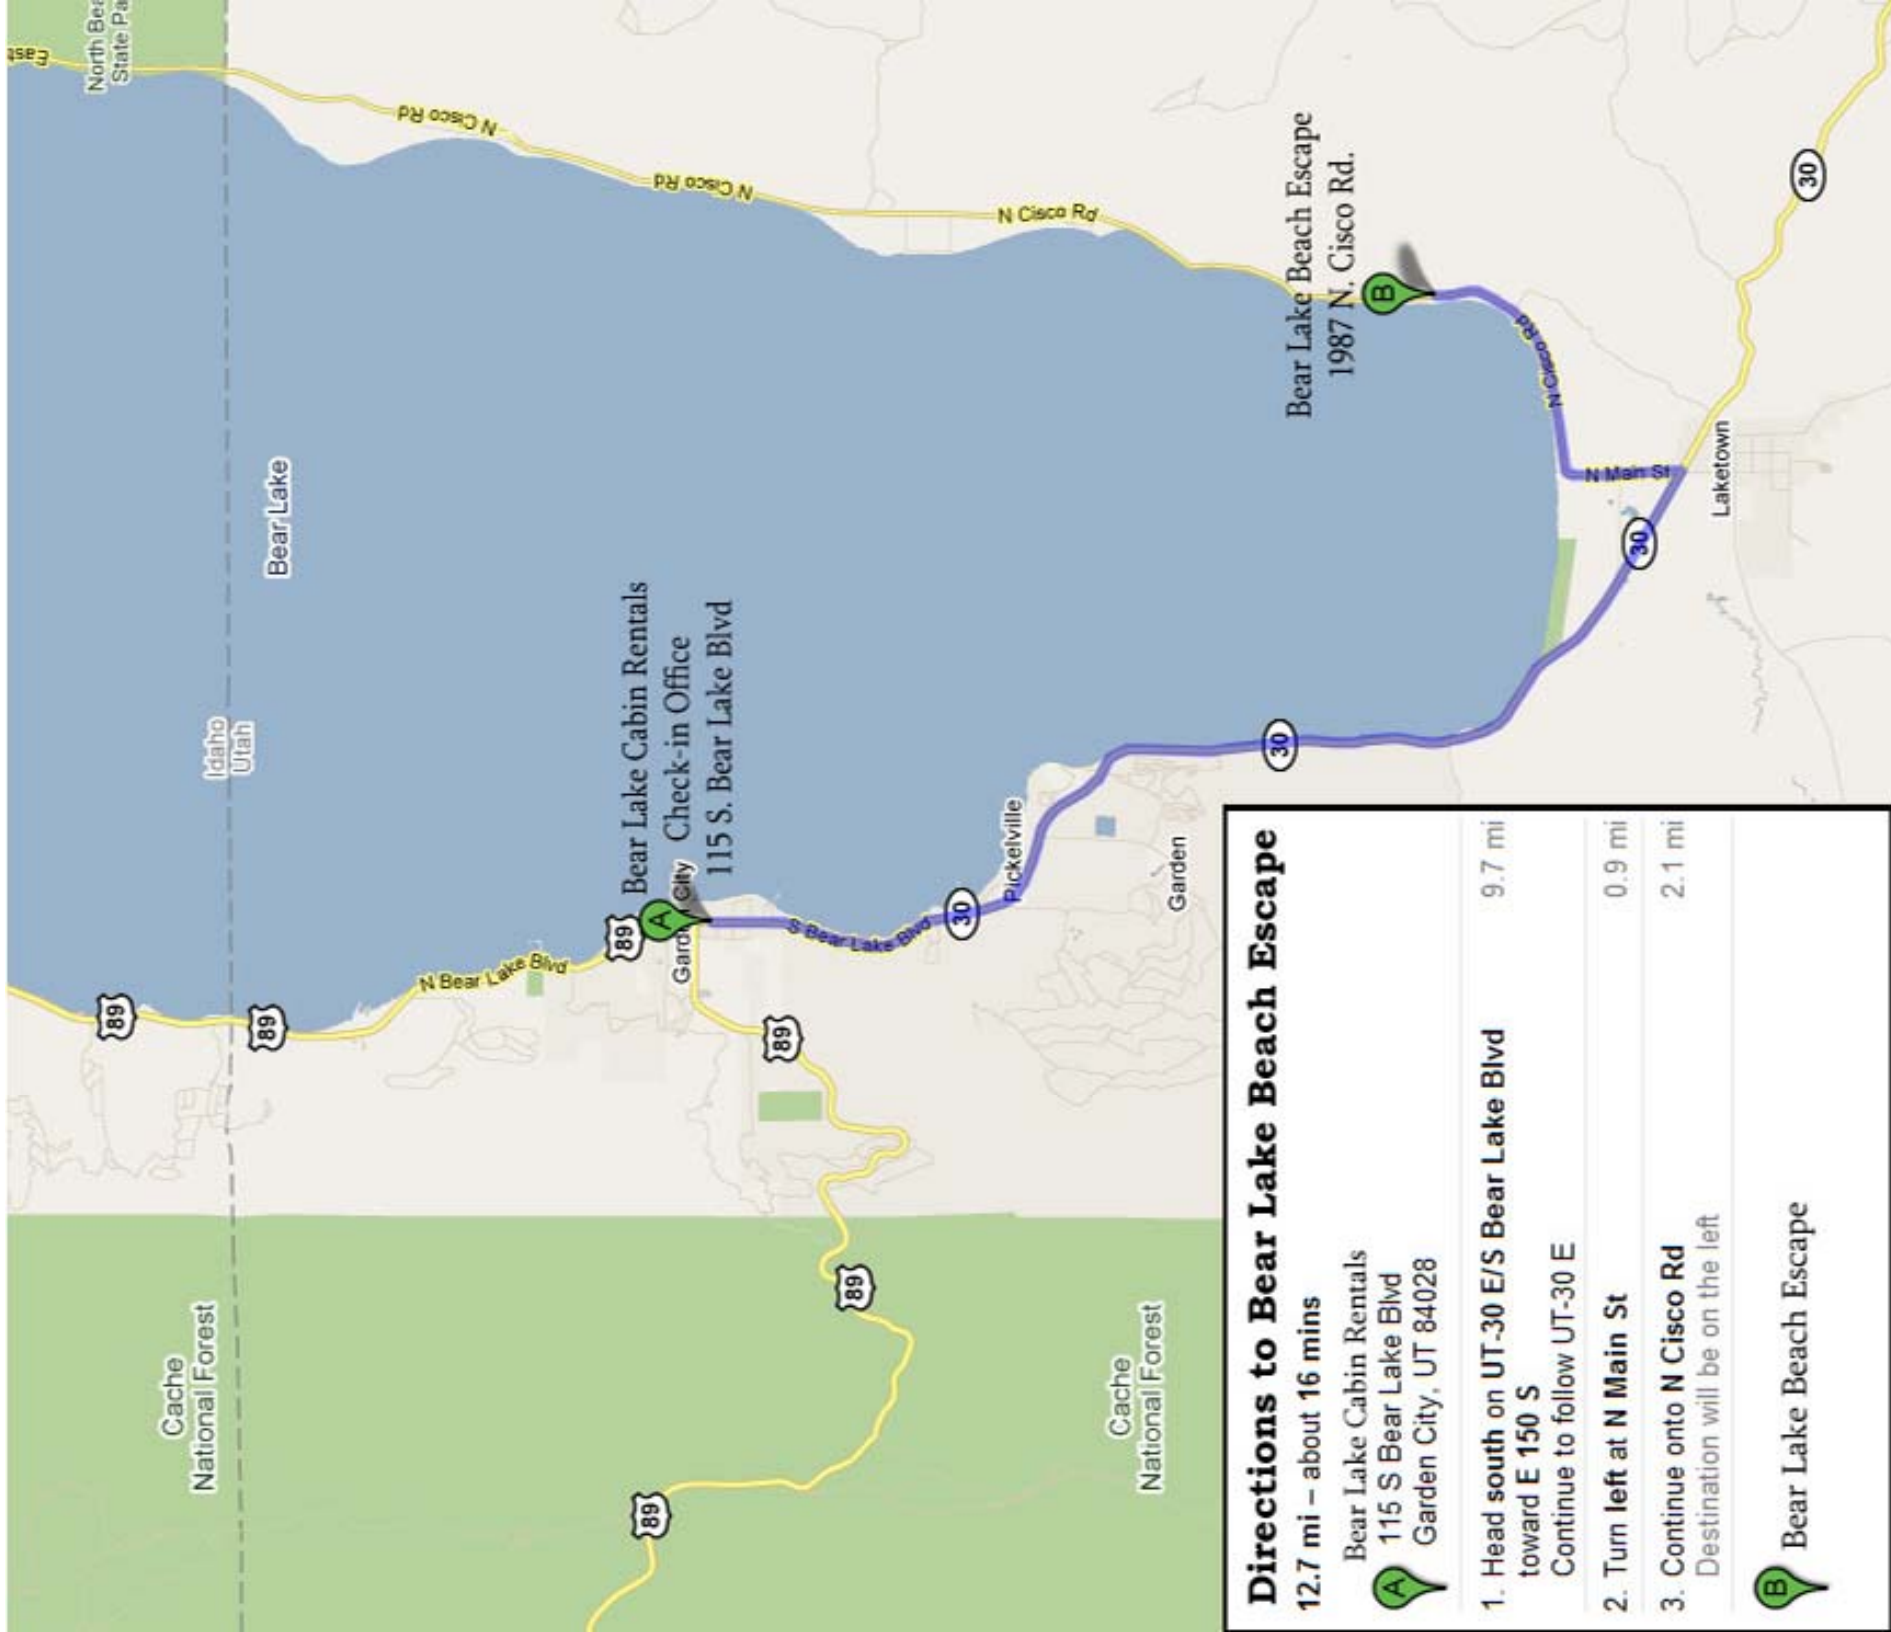 North Bea
State Pa
East
N Cisco Rd
N Cisco Rd
N Cisco Rd
Bear Lake
Idaho
Utah
Cache
National Forest
89
89
N Bear Lake Blvd
89
A
Garden City
Bear Lake Cabin Rentals
Check-in Office
115 S. Bear Lake Blvd
89
89
89
S Bear Lake Blvd
30
Pickelville
Garden
Cache
National Forest
30
Bear Lake Beach Escape
1987 N. Cisco Rd.
B
N Cisco Rd
N Main St
30
Laketown
30
Directions to Bear Lake Beach Escape
12.7 mi – about 16 mins
Bear Lake Cabin Rentals
A
115 S Bear Lake Blvd
Garden City, UT 84028
1. Head south on UT-30 E/S Bear Lake Blvd 9.7 mi
toward E 150 S
Continue to follow UT-30 E
2. Turn left at N Main St 0.9 mi
3. Continue onto N Cisco Rd 2.1 mi
Destination will be on the left
B
Bear Lake Beach Escape